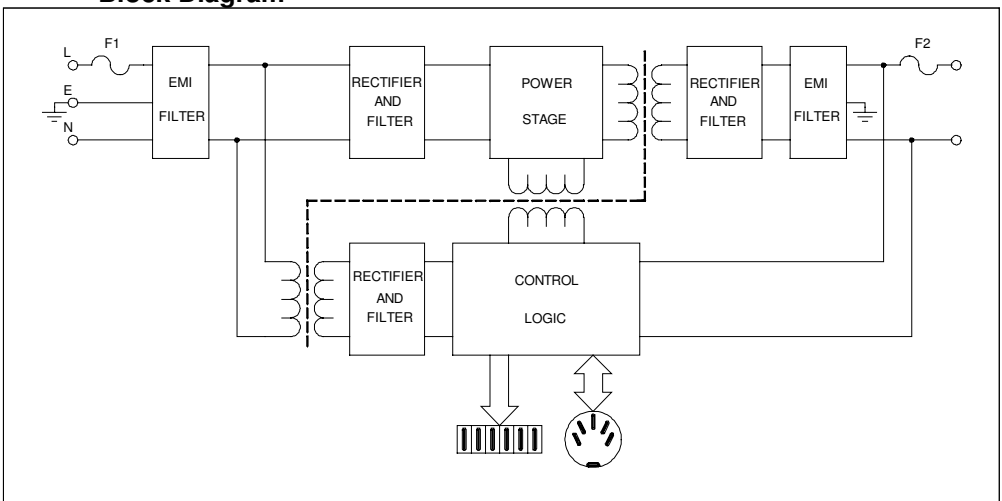 Block Diagram
F1
F2
L
E
N
EMI
FILTER
RECTIFIER
AND
FILTER
POWER
STAGE
RECTIFIER
AND
FILTER
EMI
FILTER
RECTIFIER
AND
FILTER
CONTROL
LOGIC